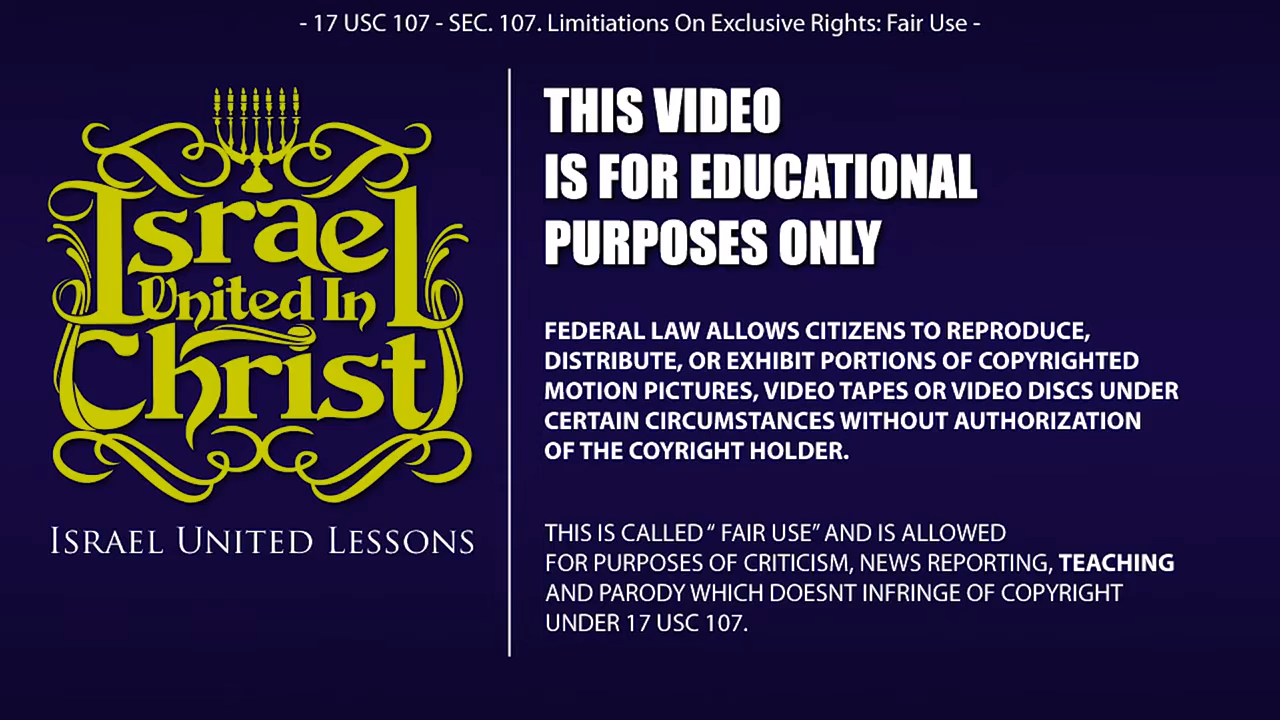 - 17 USC 107 - SEC. 107. Limitiations On Exclusive Rights: Fair Use -
Israel
United In
Christ
ISRAEL UNITED LESSONS
THIS VIDEO
IS FOR EDUCATIONAL
PURPOSES ONLY
FEDERAL LAW ALLOWS CITIZENS TO REPRODUCE,
DISTRIBUTE, OR EXHIBIT PORTIONS OF COPYRIGHTED
MOTION PICTURES, VIDEO TAPES OR VIDEO DISCS UNDER
CERTAIN CIRCUMSTANCES WITHOUT AUTHORIZATION
OF THE COYRIGHT HOLDER.
THIS IS CALLED “ FAIR USE” AND IS ALLOWED
FOR PURPOSES OF CRITICISM, NEWS REPORTING, TEACHING
AND PARODY WHICH DOESNT INFRINGE OF COPYRIGHT
UNDER 17 USC 107.